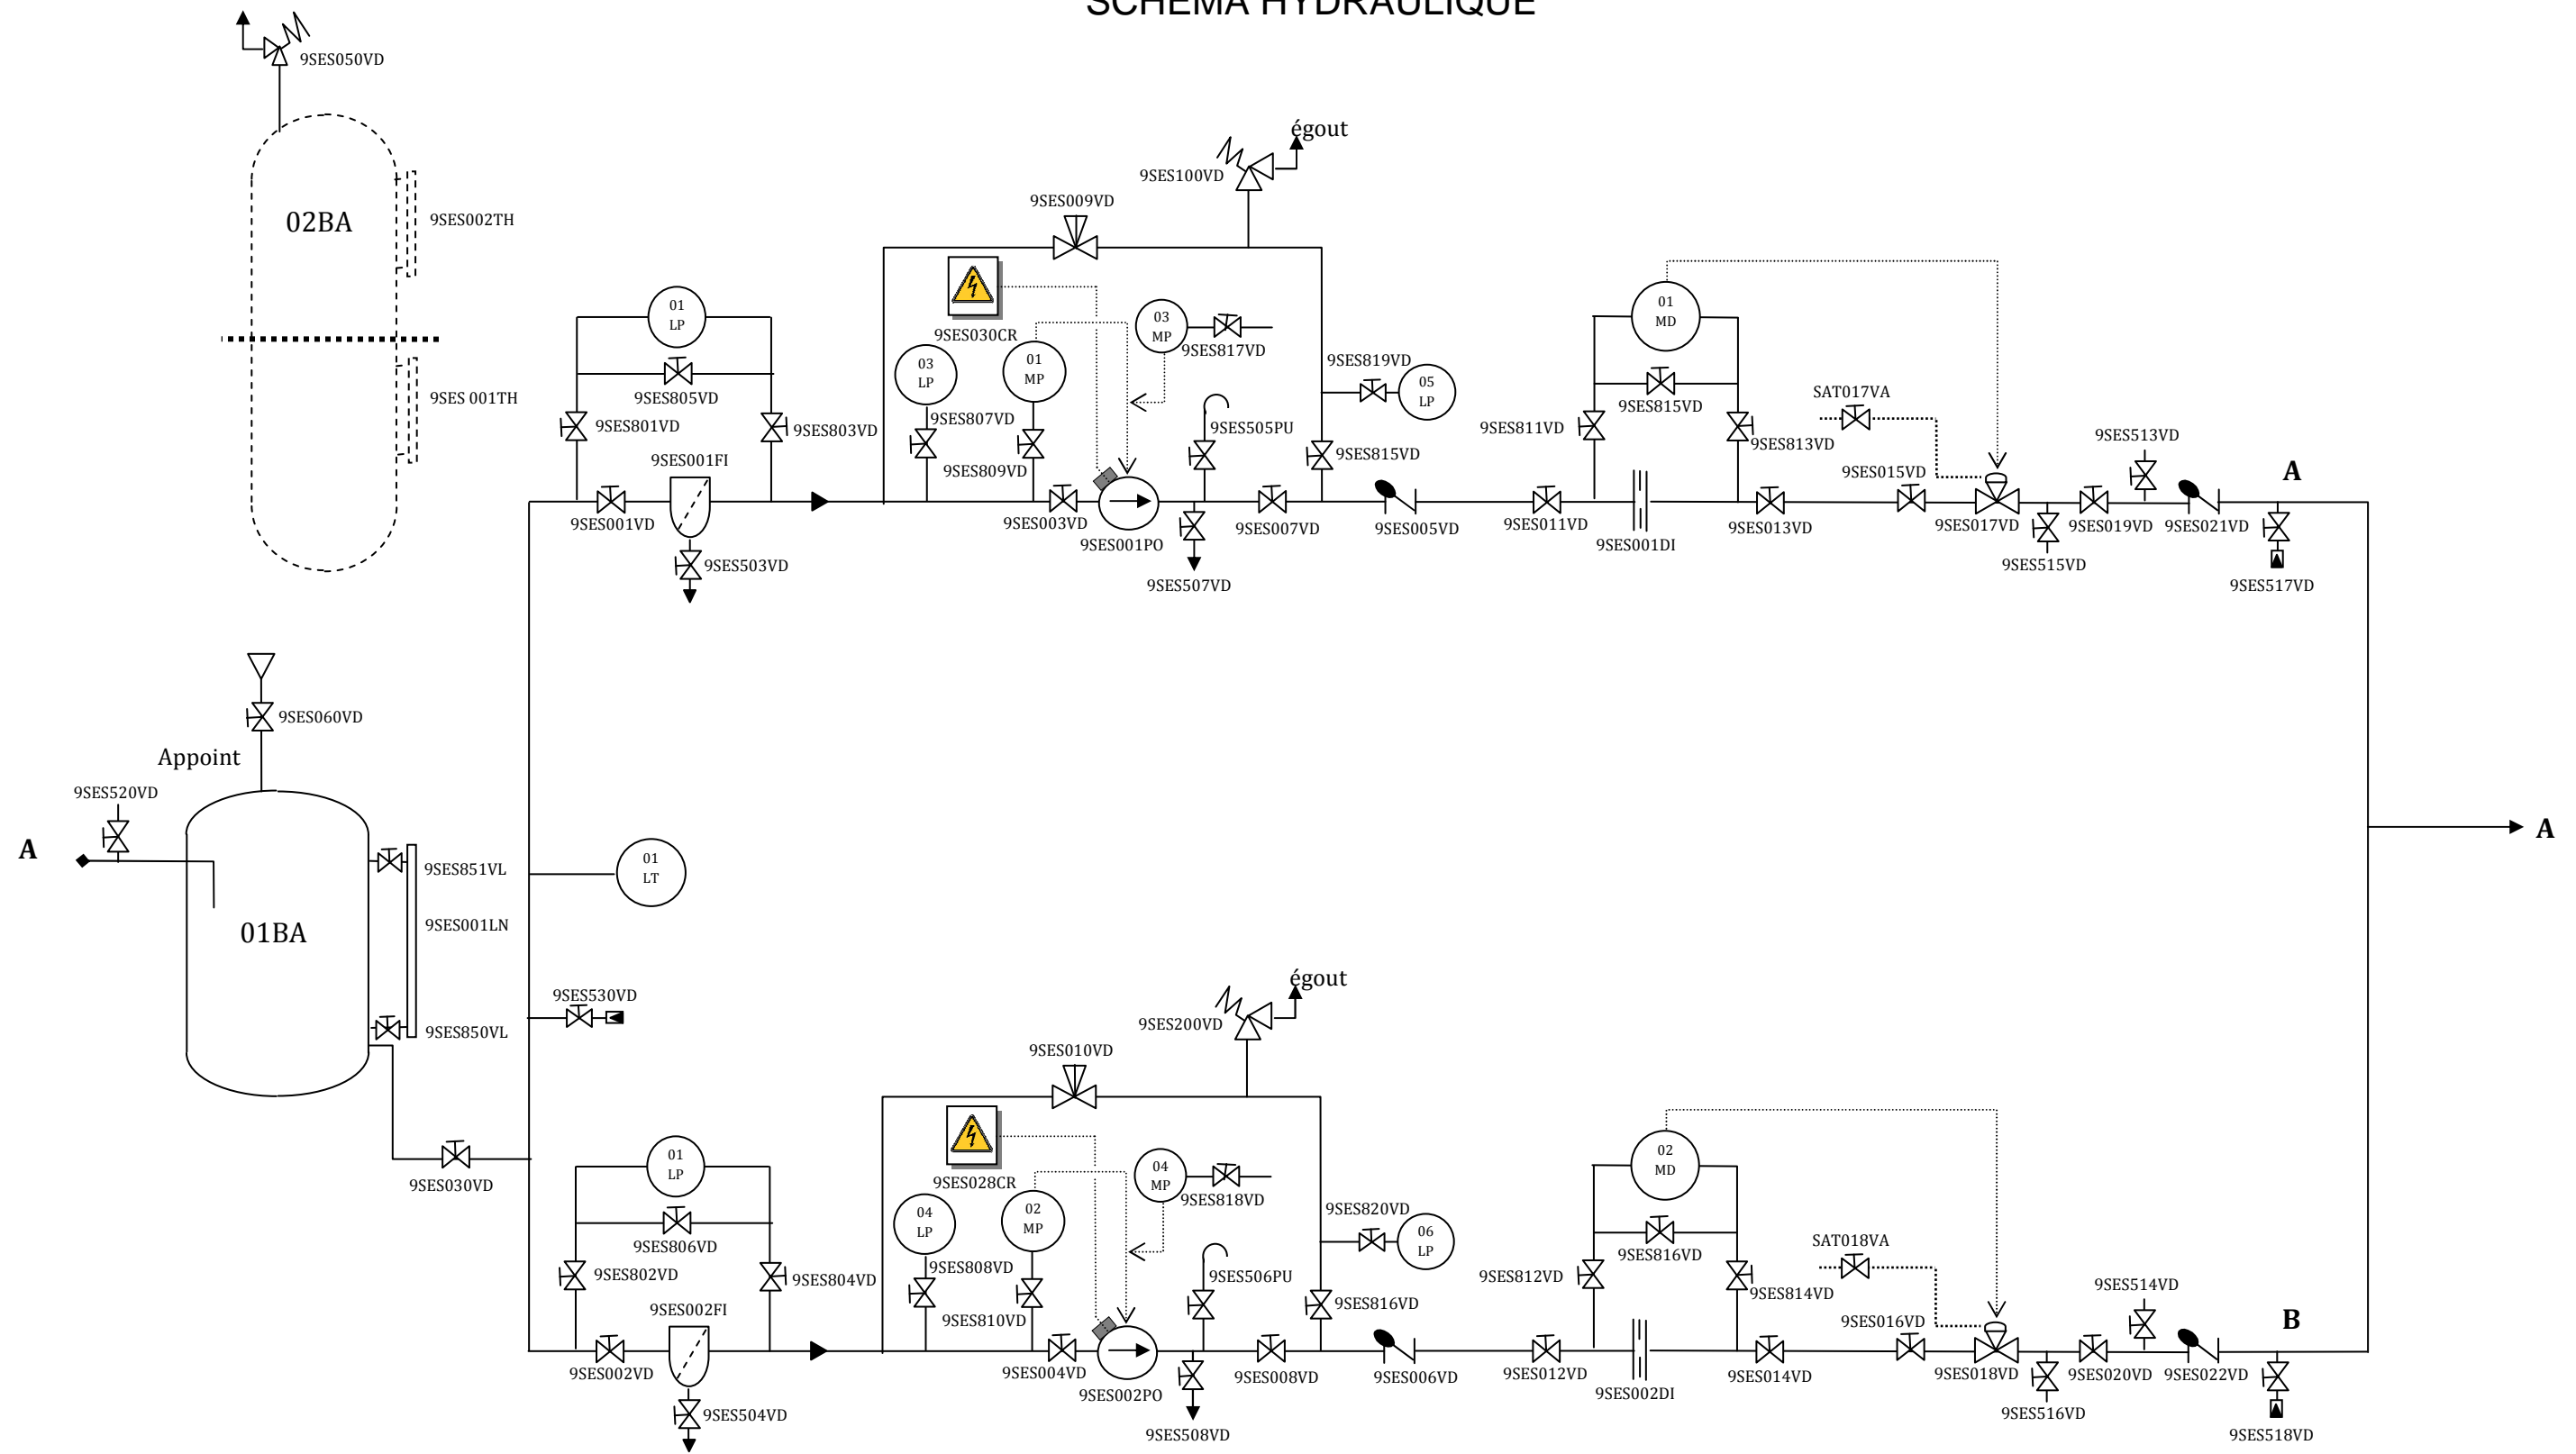 SCHEMA HYDRAULIQUE
9SES050VD
02BA
9SES002TH
9SES 001TH
égout
9SES100VD
9SES009VD
9SES030CR
01
LP
9SES805VD
9SES801VD
9SES803VD
9SES001FI
9SES001VD
9SES503VD
03
LP
9SES807VD
01
MP
9SES809VD
03
MP
9SES817VD
9SES003VD
9SES001PO
9SES505PU
9SES507VD
9SES007VD
9SES819VD
05
LP
9SES815VD
9SES005VD
01
MD
9SES815VD
9SES811VD
9SES813VD
9SES011VD
9SES001DI
9SES013VD
SAT017VA
9SES015VD
9SES017VD
9SES515VD
9SES513VD
9SES019VD
9SES021VD
A
9SES517VD
9SES060VD
Appoint
9SES520VD
A
01BA
9SES851VL
9SES001LN
9SES850VL
9SES030VD
01
LT
9SES530VD
A
égout
9SES200VD
9SES010VD
9SES028CR
01
LP
9SES806VD
9SES802VD
9SES804VD
9SES002FI
9SES002VD
9SES504VD
04
LP
9SES808VD
02
MP
9SES810VD
04
MP
9SES818VD
9SES004VD
9SES002PO
9SES506PU
9SES508VD
9SES008VD
9SES820VD
06
LP
9SES816VD
9SES006VD
02
MD
9SES816VD
9SES812VD
9SES814VD
9SES012VD
9SES002DI
9SES014VD
SAT018VA
9SES016VD
9SES018VD
9SES516VD
9SES514VD
9SES020VD
9SES022VD
B
9SES518VD